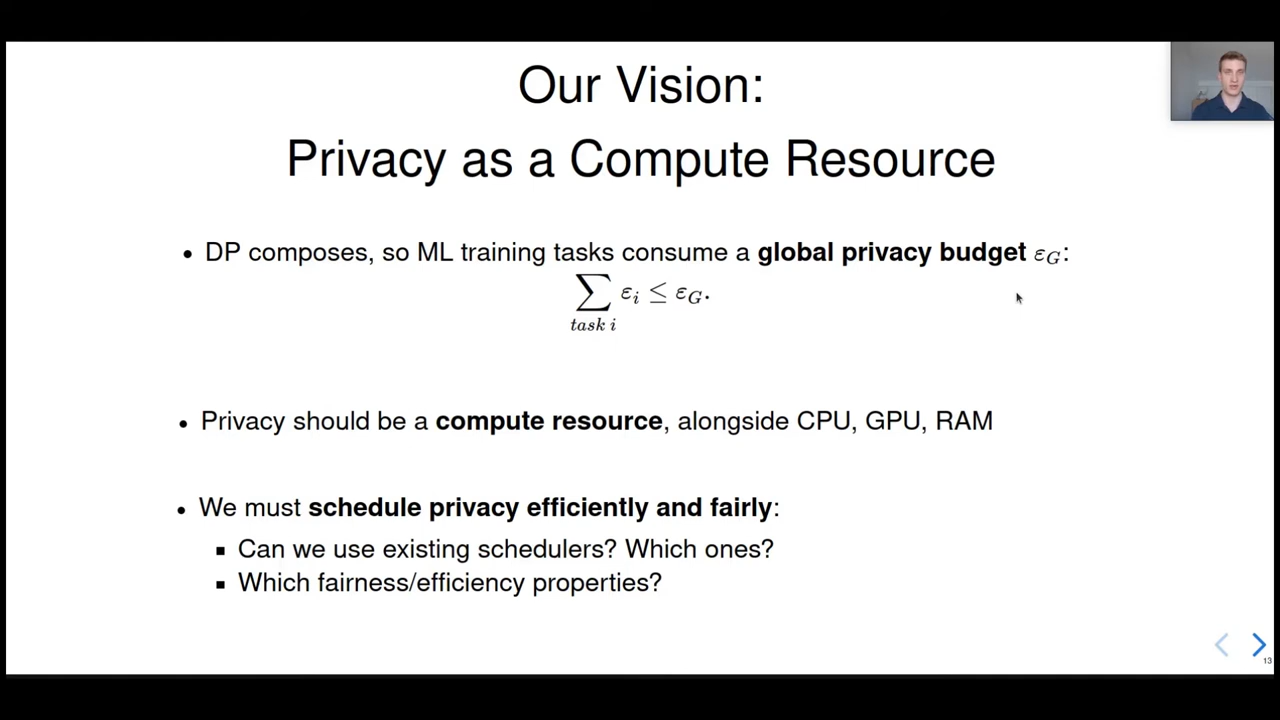 Our Vision:
Privacy as a Compute Resource
• DP composes, so ML training tasks consume a global privacy budget εG:
∑ εi ≤ εG.
task i
• Privacy should be a compute resource, alongside CPU, GPU, RAM
• We must schedule privacy efficiently and fairly:
▪ Can we use existing schedulers? Which ones?
▪ Which fairness/efficiency properties?
13